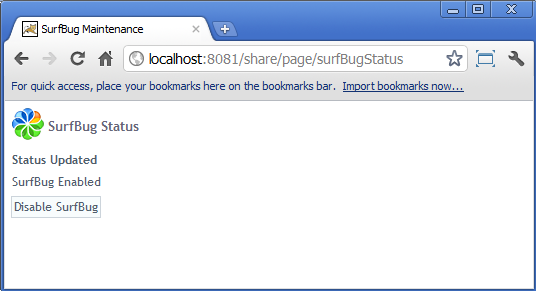 SurfBug Maintenance
localhost:8081/share/page/surfBugStatus
For quick access, place your bookmarks here on the bookmarks bar. Import bookmarks now...
SurfBug Status
Status Updated
SurfBug Enabled
Disable SurfBug